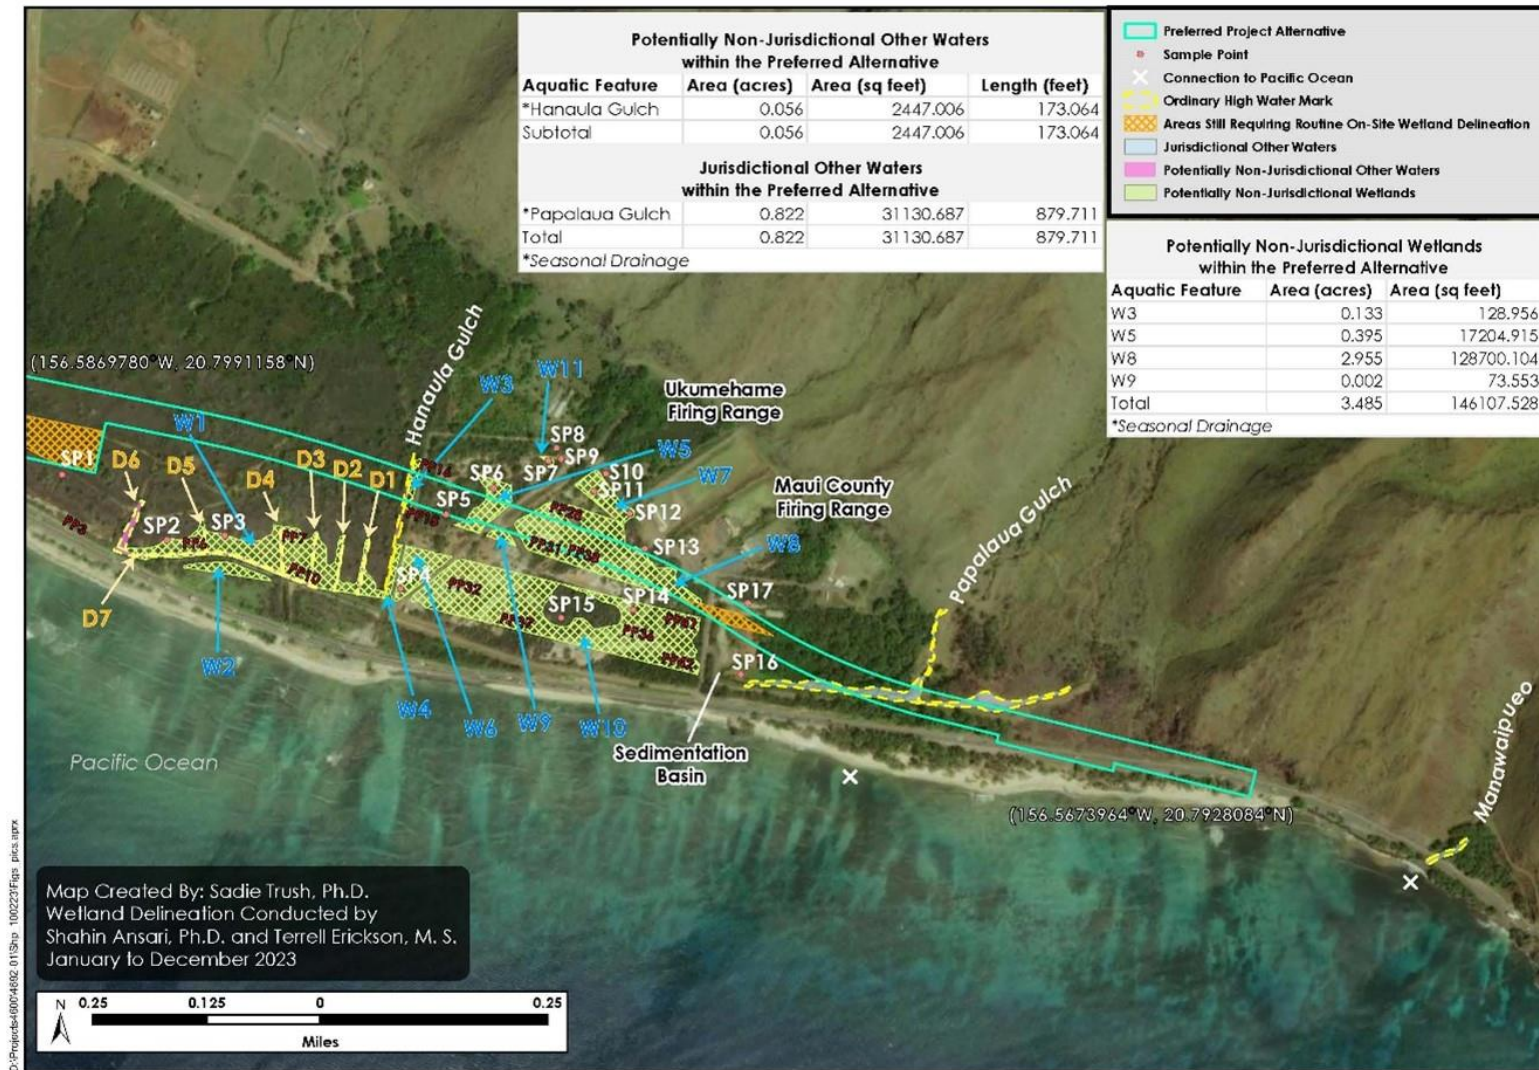 Potentially Non-Jurisdictional Other Waters
within the Preferred Alternative
Aquatic Feature Area (acres) Area (sq feet) Length (feet)
*Hanaula Gulch 0.056 2447.006 173.064
Subtotal 0.056 2447.006 173.064
Jurisdictional Other Waters
within the Preferred Alternative
*Papalaua Gulch 0.822 31130.687 879.711
Total 0.822 31130.687 879.711
*Seasonal Drainage
Preferred Project Alternative
Sample Point
Connection to Pacific Ocean
Ordinary High Water Mark
Areas Still Requiring Routine On-Site Wetland Delineation
Jurisdictional Other Waters
Potentially Non-Jurisdictional Other Waters
Potentially Non-Jurisdictional Wetlands
Potentially Non-Jurisdictional Wetlands
within the Preferred Alternative
Aquatic Feature Area (acres) Area (sq feet)
W3 0.133 128.956
W5 0.395 17204.915
W8 2.955 128700.104
W9 0.002 73.553
Total 3.485 146107.528
*Seasonal Drainage
(156.5869780°W, 20.7991158°N)
Hanaula Gulch
W3
W11
Ukumehame
Firing Range
W1
SP8
SP9
SP1
D6
D5
D4
D3
D2
D1
PP16
SP6
SP7
W5
S10
SP11
W7
Maui County
Firing Range
Papalaua Gulch
PP3
SP2
SP3
SP5
SP12
PP6
PP7
SP13
W8
PP10
SP4
PP32
SP14
SP17
SP15
PP36
D7
W2
SP16
W4
W6
W9
W10
Sedimentation
Basin
Manawaipueo
Pacific Ocean
(156.5673964°W, 20.7928084°N)
Map Created By: Sadie Trush, Ph.D.
Wetland Delineation Conducted by
Shahin Ansari, Ph.D. and Terrell Erickson, M. S.
January to December 2023
N 0.25 0.125 0 0.25
Miles